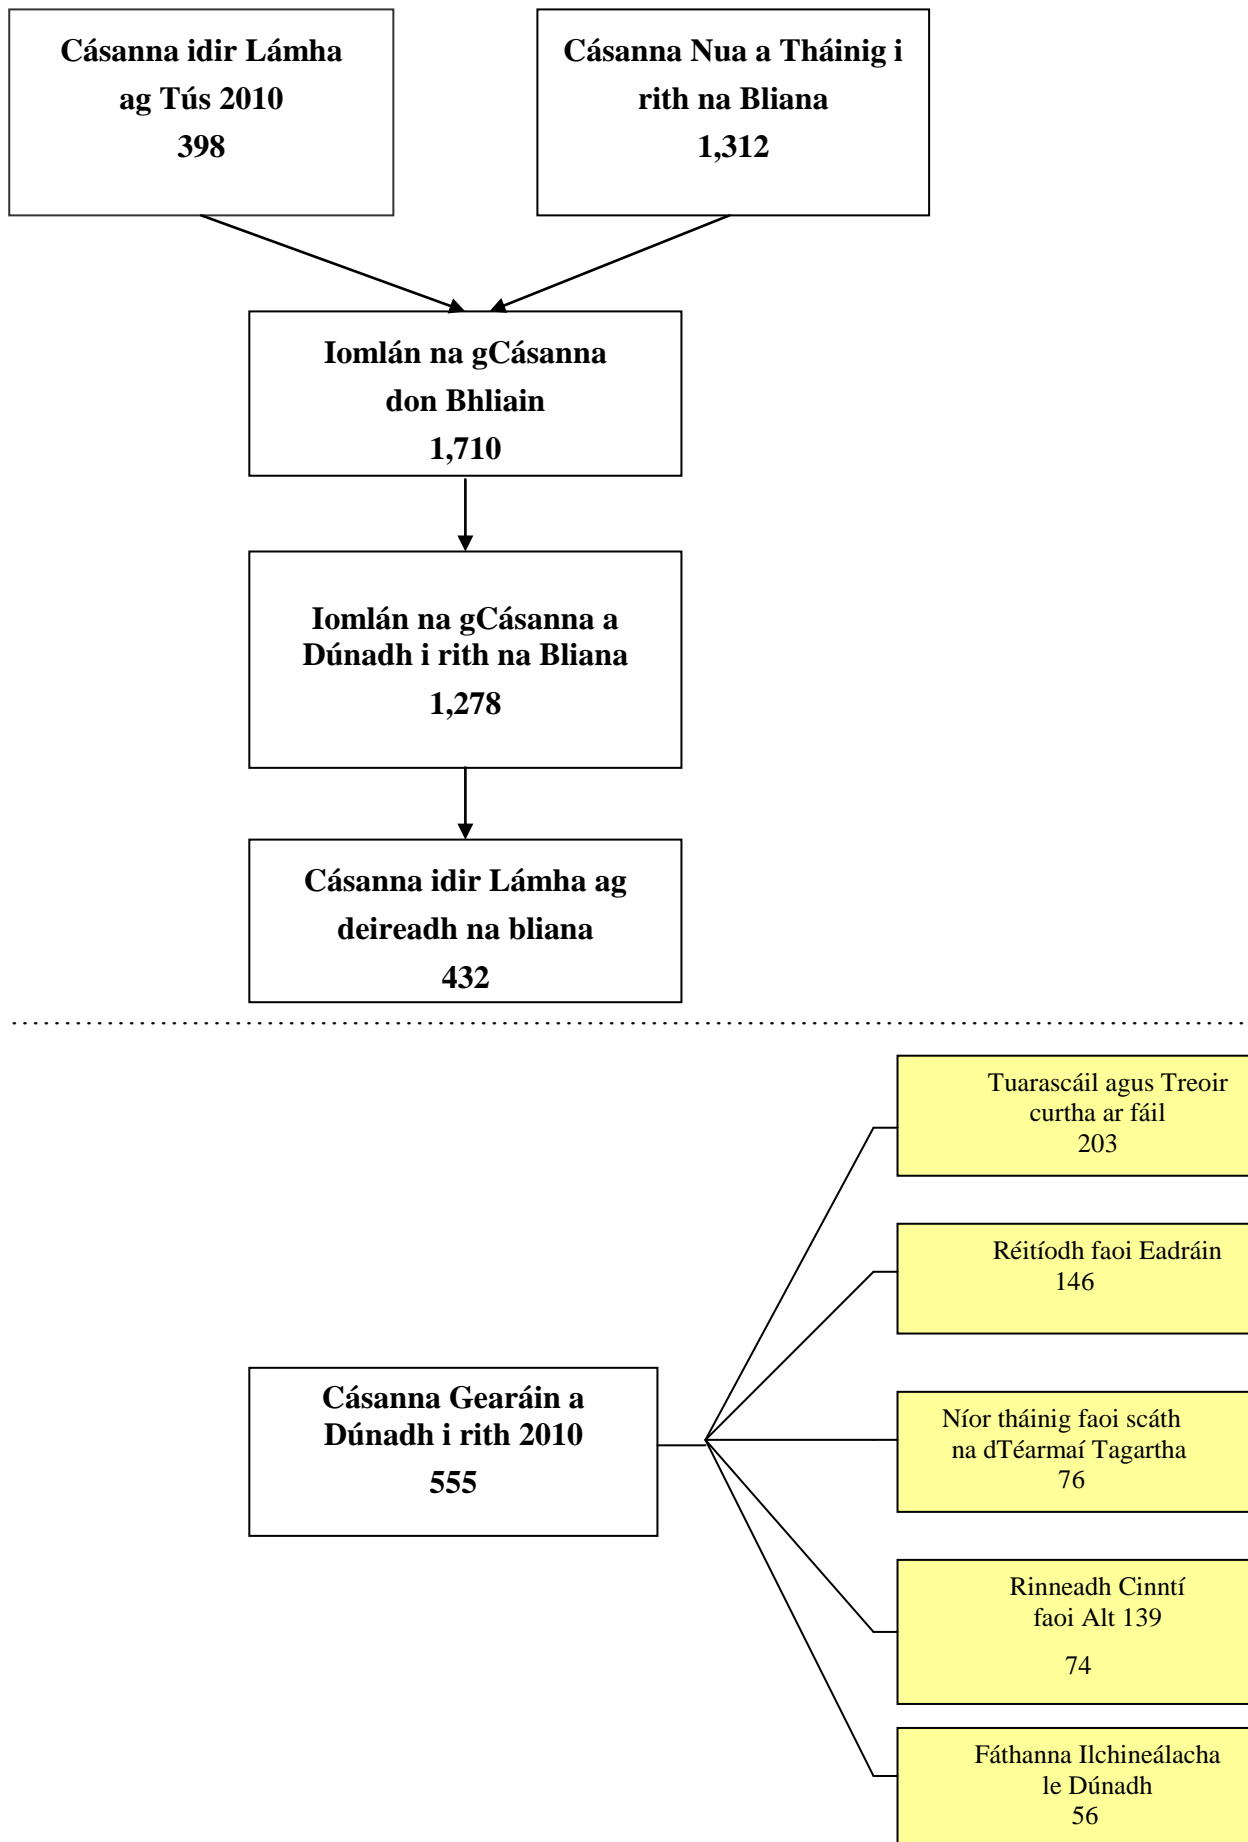 Cásanna idir Lámha
ag Tús 2010
398
Cásanna Nua a Tháinig i
rith na Bliana
1,312
Iomlán na gCásanna
don Bhliain
1,710
Iomlán na gCásanna a
Dúnadh i rith na Bliana
1,278
Cásanna idir Lámha ag
deireadh na bliana
432
Tuarascáil agus Treoir
curtha ar fáil
203
Réitíodh faoi Eadráin
146
Cásanna Gearáin a
Dúnadh i rith 2010
555
Níor tháinig faoi scáth
na dTéarmaí Tagartha
76
Rinneadh Cinntí
faoi Alt 139
74
Fáthanna Ilchineálacha
le Dúnadh
56